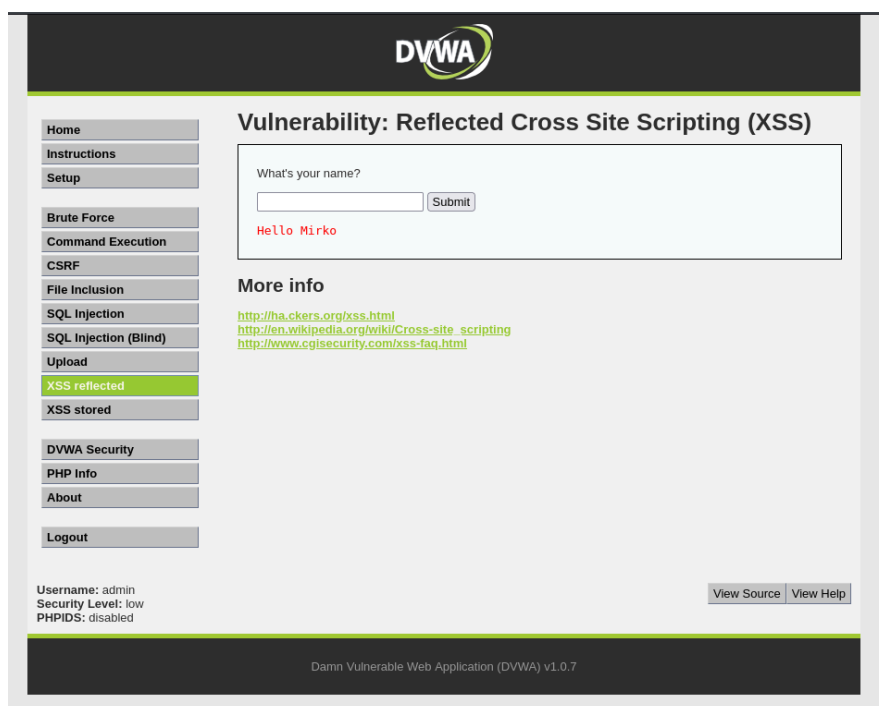 DVWA
Home
Instructions
Setup
Brute Force
Command Execution
CSRF
File Inclusion
SQL Injection
SQL Injection (Blind)
Upload
XSS reflected
XSS stored
DVWA Security
PHP Info
About
Logout
Vulnerability: Reflected Cross Site Scripting (XSS)
What's your name?
Submit
Hello Mirko
More info
http://ha.ckers.org/xss.html
http://en.wikipedia.org/wiki/Cross-site_scripting
http://www.cgisecurity.com/xss-faq.html
Username: admin
Security Level: low
PHPIDS: disabled
View Source View Help
Damn Vulnerable Web Application (DVWA) v1.0.7